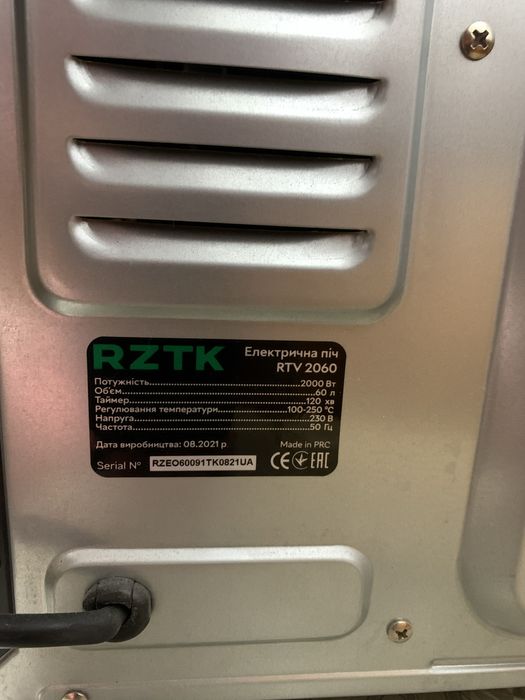 RZTK
Електрична піч
RTV 2060
Потужність....................2000 Вт
Об'єм....................60 л
Таймер....................120 хв
Регулювання температури....................100-250 °C
Напруга....................230 В
Частота....................50 Гц
Дата виробництва: 08.2021 р
Made in PRC
Serial N° RZEO60091TK0821UA
CE EAC